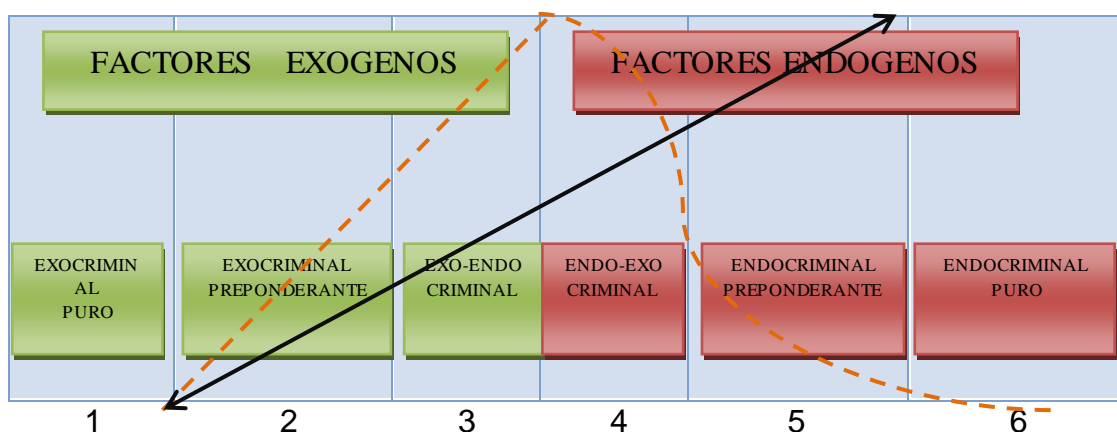 FACTORES EXOGENOS
FACTORES ENDOGENOS
EXOCRIMIN
AL
PURO
EXOCRIMINAL
PREPONDERANTE
EXO-ENDO
CRIMINAL
ENDO-EXO
CRIMINAL
ENDOCRIMINAL
PREPONDERANTE
ENDOCRIMINAL
PURO
1 2 3 4 5 6